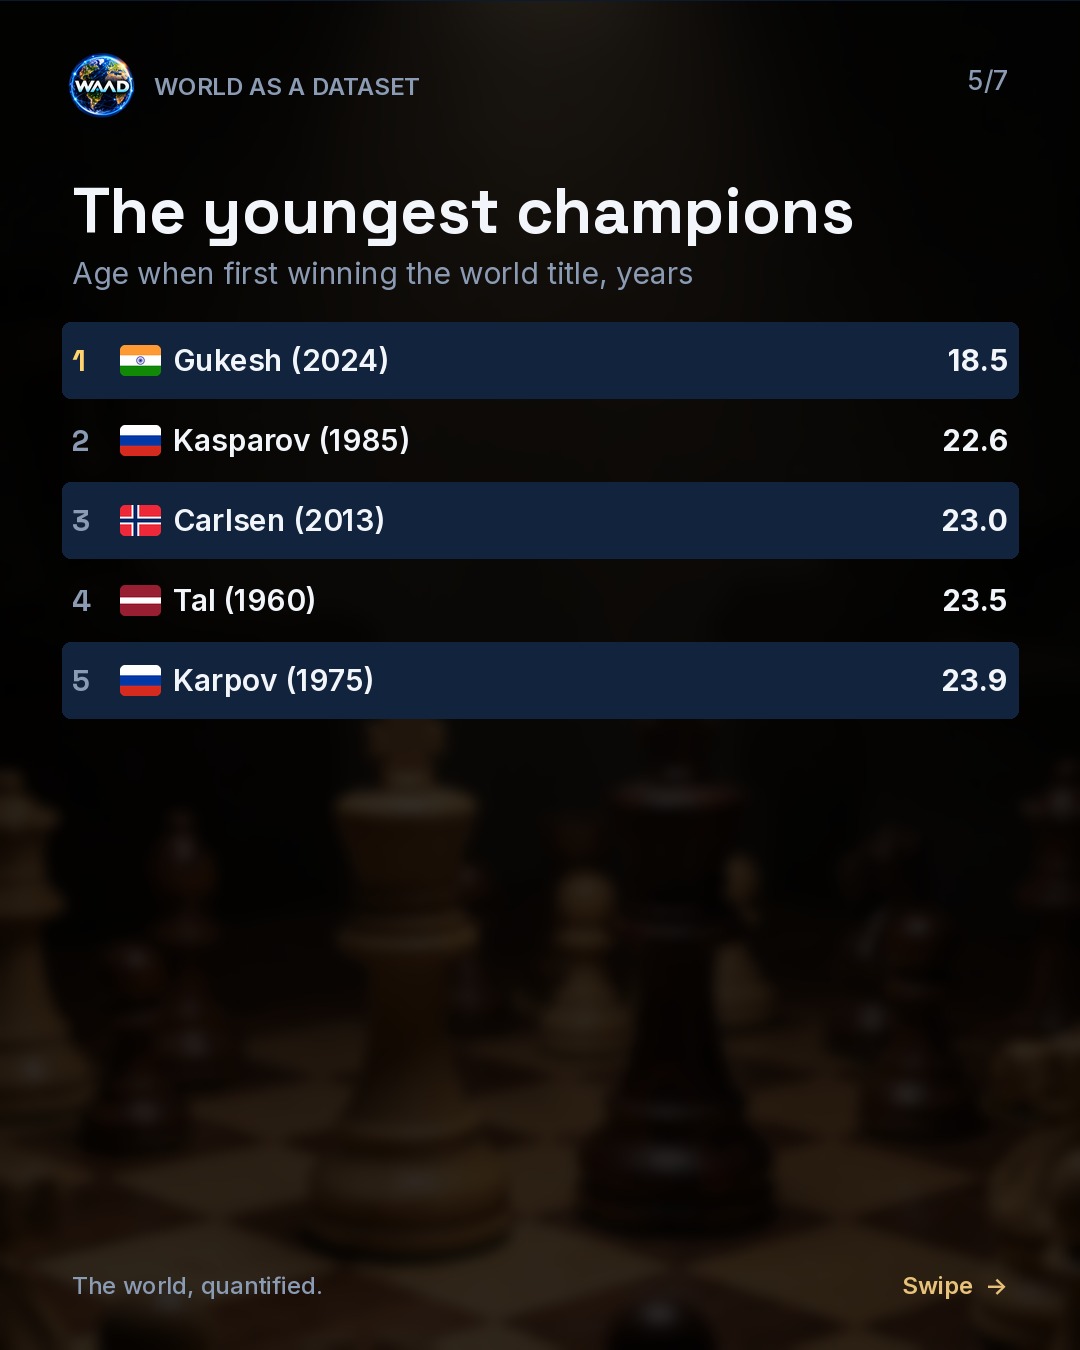 WAAD
WORLD AS A DATASET
5/7
The youngest champions
Age when first winning the world title, years
1 Gukesh (2024) 18.5
2 Kasparov (1985) 22.6
3 Carlsen (2013) 23.0
4 Tal (1960) 23.5
5 Karpov (1975) 23.9
The world, quantified.
Swipe →